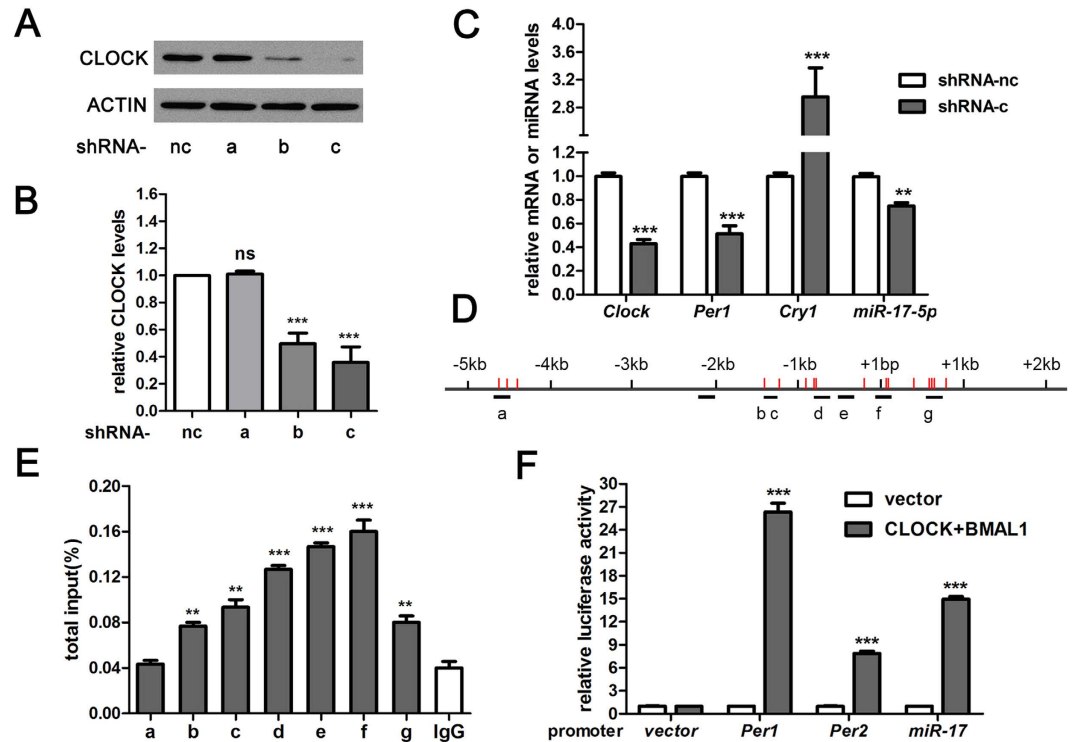 A
CLOCK
ACTIN
shRNA- nc a b c
B
relative CLOCK levels
1.6
1.4
1.2
1.0
0.8
0.6
0.4
0.2
0.0
ns
***
***
shRNA- nc a b c
C
relative mRNA or miRNA levels
4.0
3.6
3.2
2.8
1.2
1.0
0.8
0.6
0.4
0.2
0.0
***
***
***
**
shRNA-nc
shRNA-c
Clock Per1 Cry1 miR-17-5p
D
-5kb -4kb -3kb -2kb -1kb +1bp +1kb +2kb
a b c d e f g
E
total input(%)
0.20
0.16
0.12
0.08
0.04
0.00
** ** *** *** *** **
a b c d e f g IgG
F
relative luciferase activity
30
27
24
21
18
15
12
9
6
3
0
***
***
***
vector
CLOCK+BMAL1
promoter vector Per1 Per2 miR-17